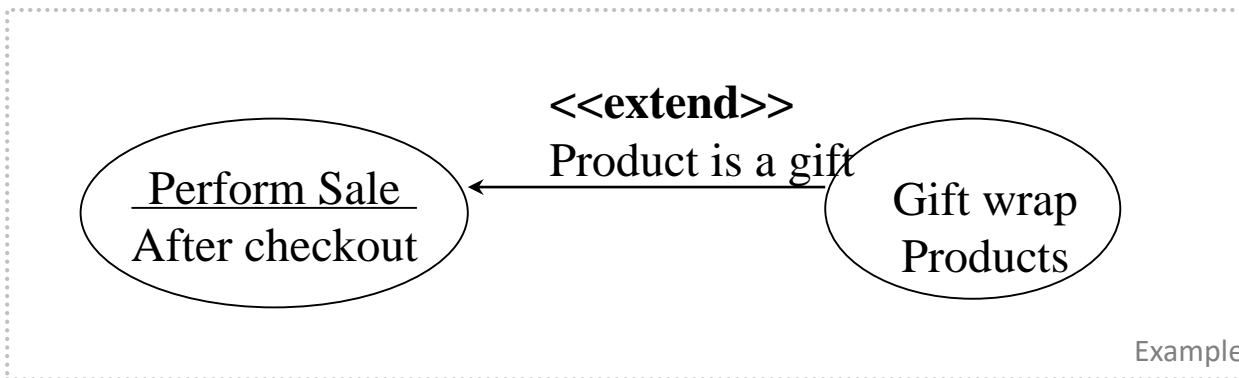 <<extend>>
Product is a gift
Perform Sale
After checkout
Gift wrap
Products
Example